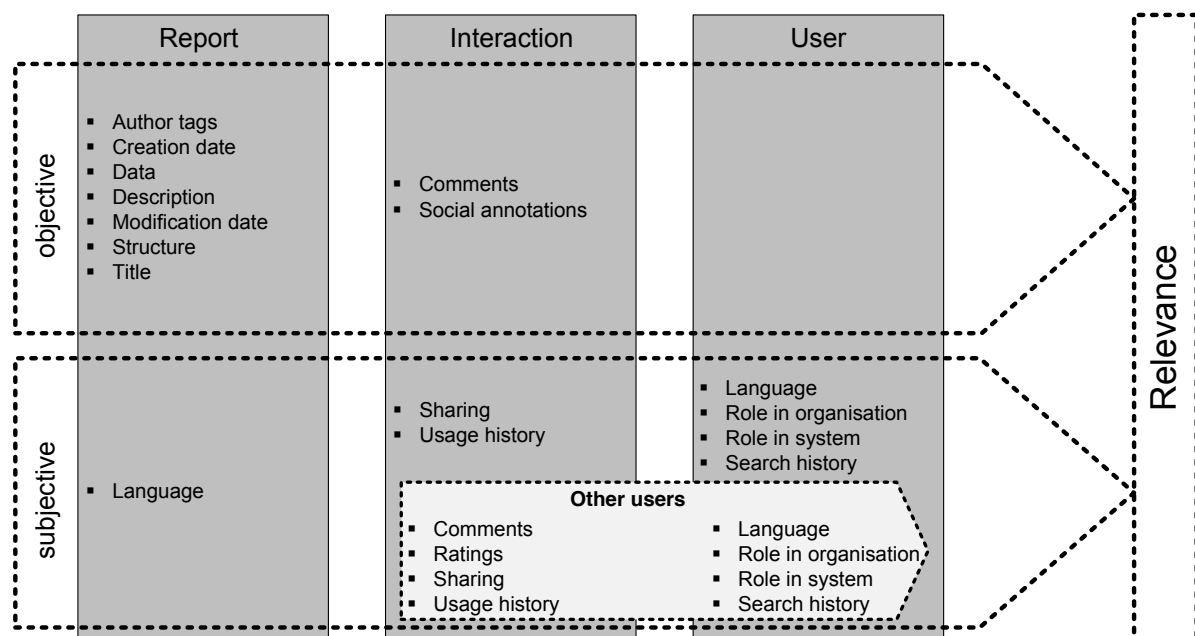 Report
Interaction
User
objective
Author tags
Creation date
Data
Description
Modification date
Structure
Title
Comments
Social annotations
subjective
Language
Sharing
Usage history
Language
Role in organisation
Role in system
Search history
Other users
Comments
Ratings
Sharing
Usage history
Language
Role in organisation
Role in system
Search history
Relevance